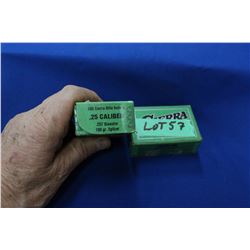 100 Sierra Rifle Bullets
.25 CALIBER
.257 Diameter
100 gr. Spitzer
SIERRA
LOT 57